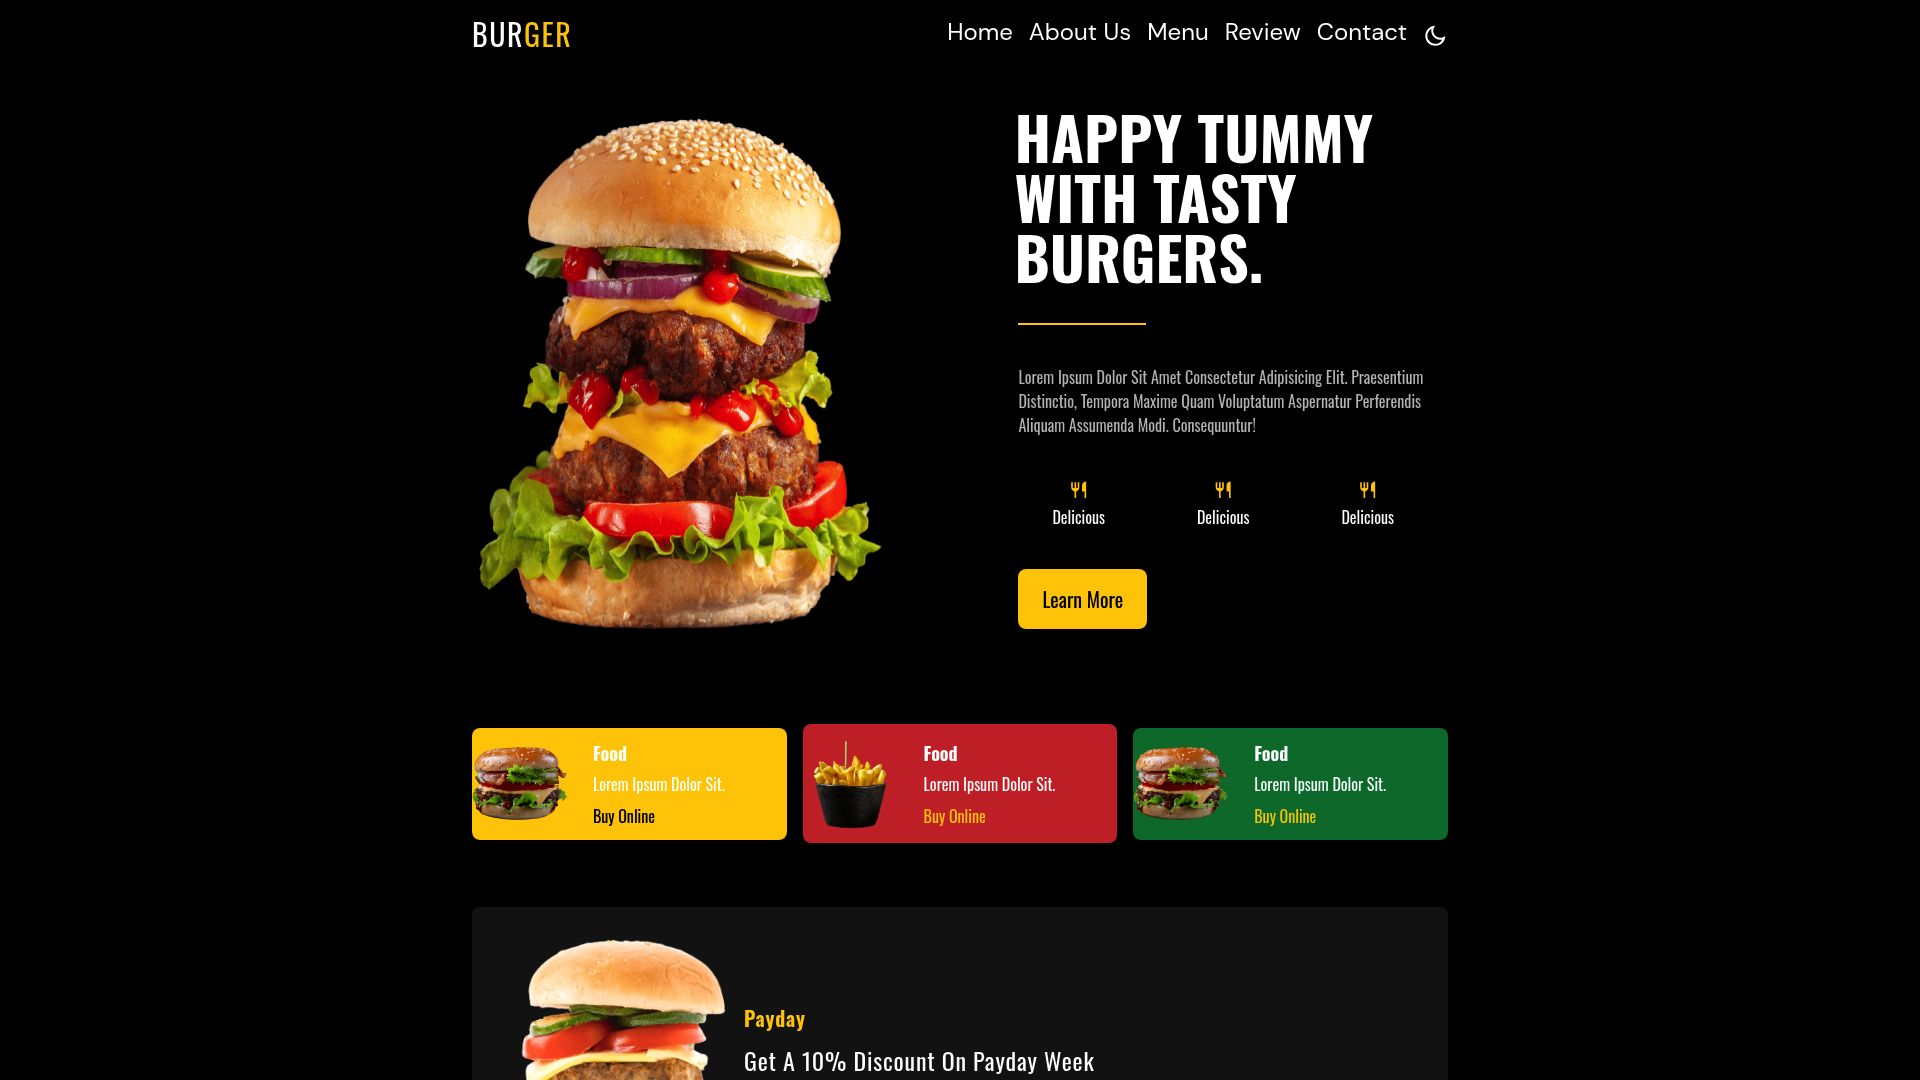 BURGER
Home About Us Menu Review Contact
HAPPY TUMMY
WITH TASTY
BURGERS.
Lorem Ipsum Dolor Sit Amet Consectetur Adipisicing Elit. Praesentium
Distinctio, Tempora Maxime Quam Voluptatum Aspernatur Perferendis
Aliquam Assumenda Modi. Consequuntur!
Delicious
Delicious
Delicious
Learn More
Food
Lorem Ipsum Dolor Sit.
Buy Online
Food
Lorem Ipsum Dolor Sit.
Buy Online
Food
Lorem Ipsum Dolor Sit.
Buy Online
Payday
Get A 10% Discount On Payday Week